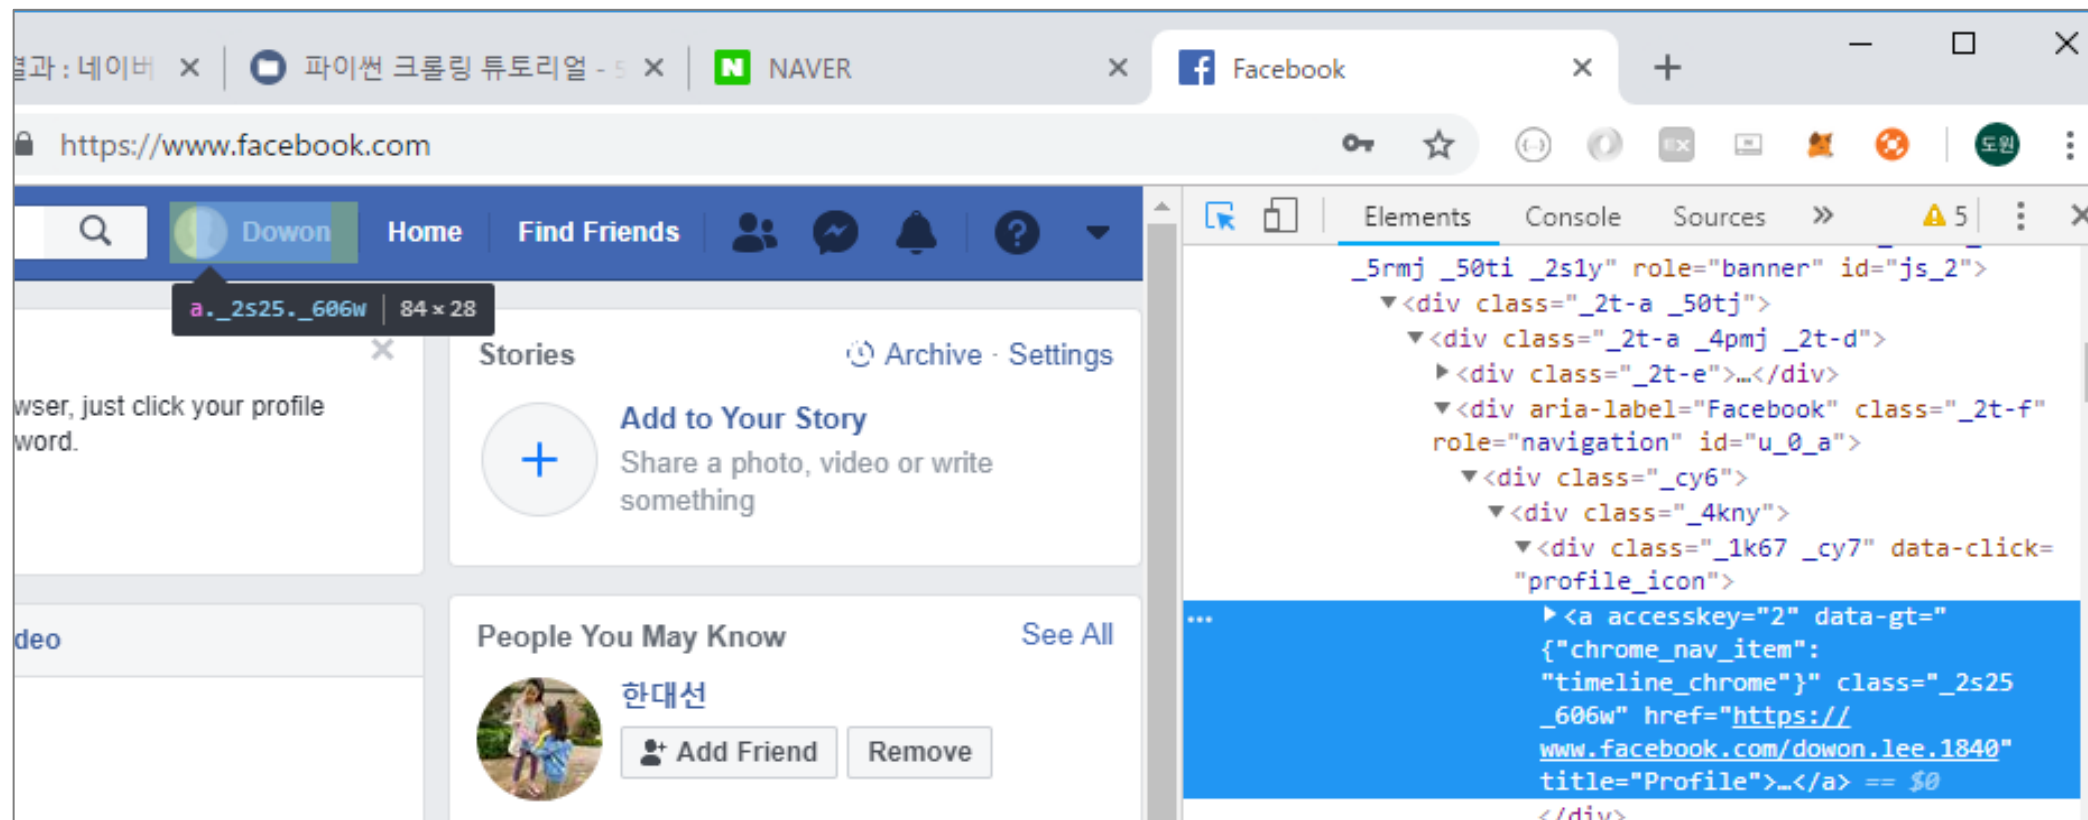 결과 : 네이버
파이썬 크롤링 튜토리얼 -
NAVER
Facebook
https://www.facebook.com
EX
도원
Dowon
Home
Find Friends
a._2s25._606w
84 × 28
wser, just click your profile
word.
deo
Stories
Archive · Settings
Add to Your Story
Share a photo, video or write
something
People You May Know
See All
한대선
Add Friend
Remove
Elements
Console
Sources
»
5
_5rmj _50ti _2s1y" role="banner" id="js_2">
▼<div class="_2t-a _50tj">
▼<div class="_2t-a _4pmj _2t-d">
▶<div class="_2t-e">…</div>
▼<div aria-label="Facebook" class="_2t-f"
role="navigation" id="u_0_a">
▼<div class="_cy6">
▼<div class="_4kny">
▼<div class="_1k67 _cy7" data-click=
"profile_icon">
▶<a accesskey="2" data-gt="
{"chrome_nav_item":
"timeline_chrome"}" class="_2s25
_606w" href="https://
www.facebook.com/dowon.lee.1840"
title="Profile">…</a> == $0
</div>